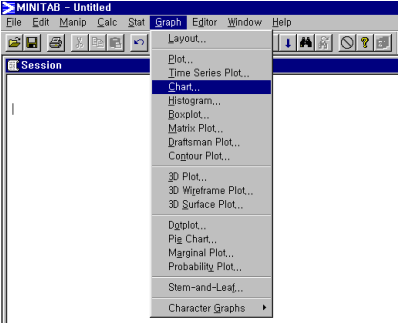 MINITAB - Untitled
File Edit Manip Calc Stat Graph Editor Window Help
Layout...
Session
Plot...
Time Series Plot...
Chart...
Histogram...
Boxplot...
Matrix Plot...
Draftsman Plot...
Contour Plot...
3D Plot...
3D Wireframe Plot...
3D Surface Plot...
Dotplot...
Pie Chart...
Marginal Plot...
Probability Plot...
Stem-and-Leaf...
Character Graphs